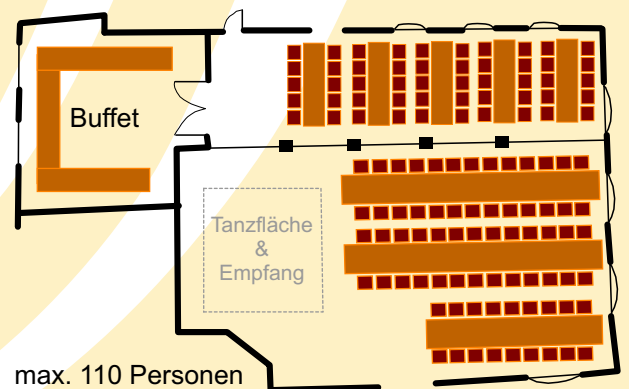 Buffet
Tanzfläche
&
Empfang
max. 110 Personen